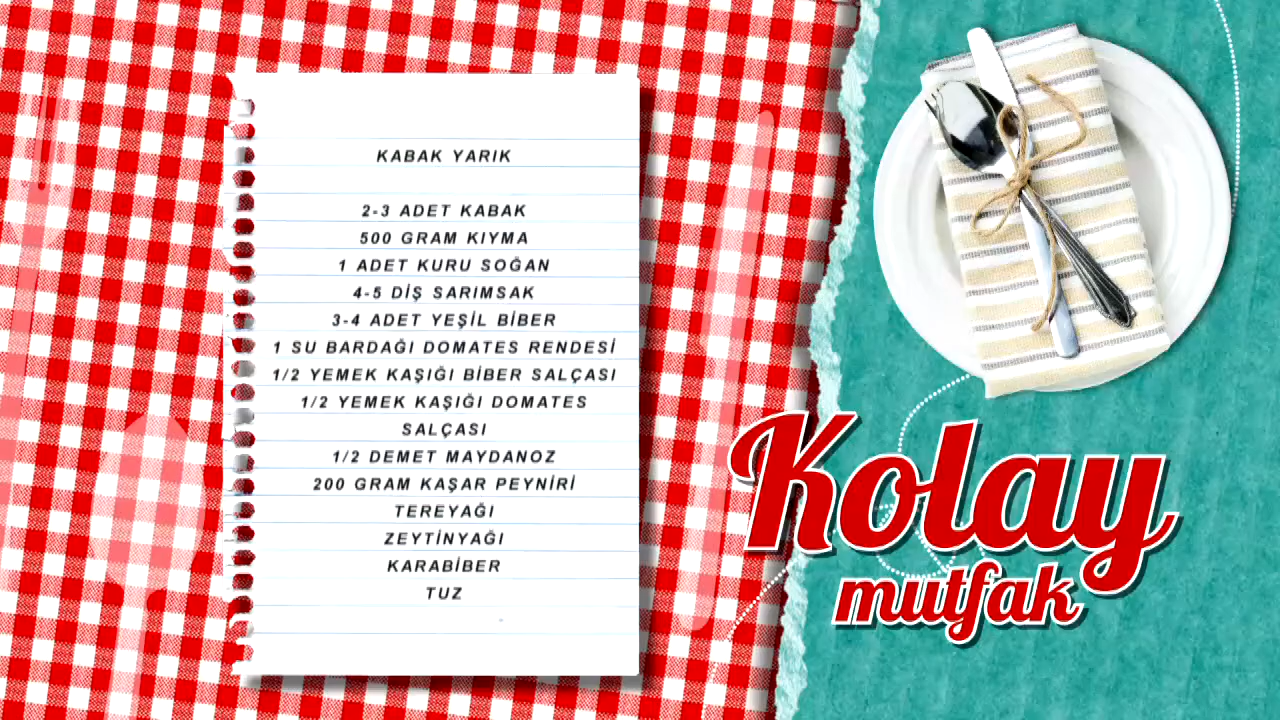 KABAK YARIK
2-3 ADET KABAK
500 GRAM KIYMA
1 ADET KURU SOĞAN
4-5 DİŞ SARIMSAK
3-4 ADET YEŞİL BİBER
1 SU BARDAĞI DOMATES RENDESİ
1/2 YEMEK KAŞIĞI BİBER SALÇASI
1/2 YEMEK KAŞIĞI DOMATES
SALÇASI
1/2 DEMET MAYDANOZ
200 GRAM KAŞAR PEYNİRİ
TEREYAĞI
ZEYTİNYAĞI
KARABİBER
TUZ
Kolay
mutfak